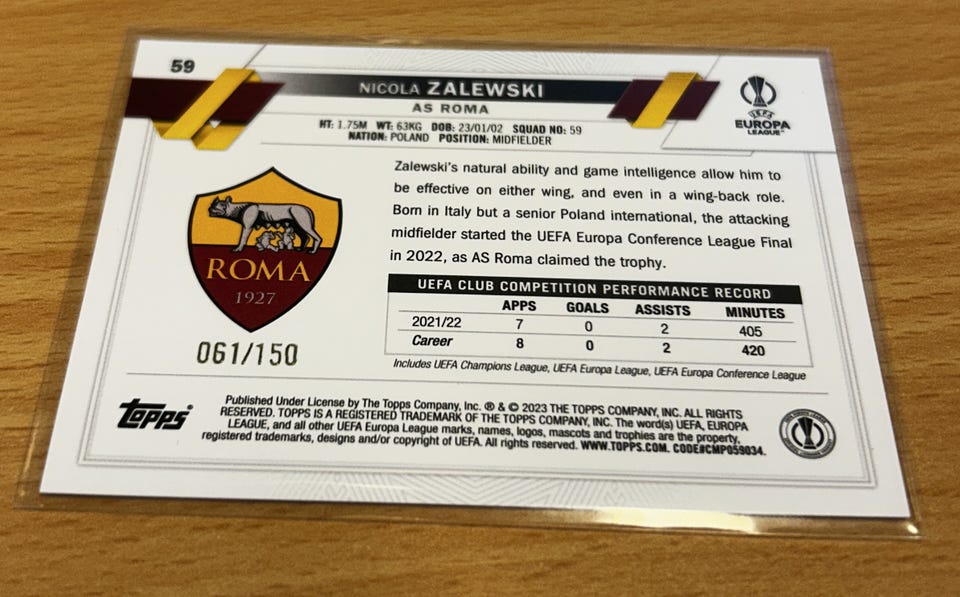 59
NICOLA ZALEWSKI
AS ROMA
HT: 1.75M WT: 63KG DOB: 23/01/02 SQUAD NO: 59
NATION: POLAND POSITION: MIDFIELDER
UEFA
EUROPA
LEAGUE™
Zalewski's natural ability and game intelligence allow him to
be effective on either wing, and even in a wing-back role.
Born in Italy but a senior Poland international, the attacking
midfielder started the UEFA Europa Conference League Final
in 2022, as AS Roma claimed the trophy.
ROMA
1927
061/150
UEFA CLUB COMPETITION PERFORMANCE RECORD
APPS GOALS ASSISTS MINUTES
2021/22 7 0 2 405
Career 8 0 2 420
Includes UEFA Champions League, UEFA Europa League, UEFA Europa Conference League
topps®
Published Under License by The Topps Company, Inc. ® & © 2023 THE TOPPS COMPANY, INC. ALL RIGHTS
RESERVED. TOPPS IS A REGISTERED TRADEMARK OF THE TOPPS COMPANY, INC. The word(s) UEFA, EUROPA
LEAGUE, and all other UEFA Europa League marks, names, logos, mascots and trophies are the property,
registered trademarks, designs and/or copyright of UEFA. All rights reserved. WWW.TOPPS.COM. CODE#CMP059034.